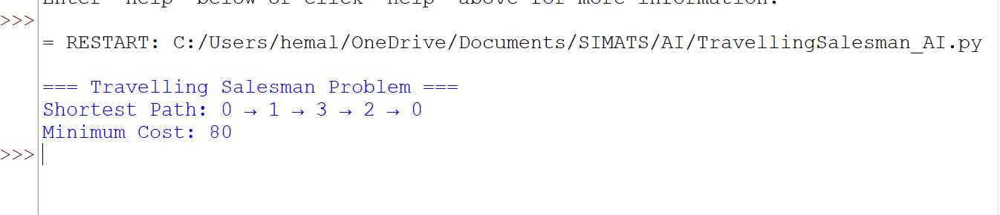 Enter "help" below or click "help" above for more information.
>>>
= RESTART: C:/Users/hemal/OneDrive/Documents/SIMATS/AI/TravellingSalesman_AI.py
=== Travelling Salesman Problem ===
Shortest Path: 0 → 1 → 3 → 2 → 0
Minimum Cost: 80
>>>